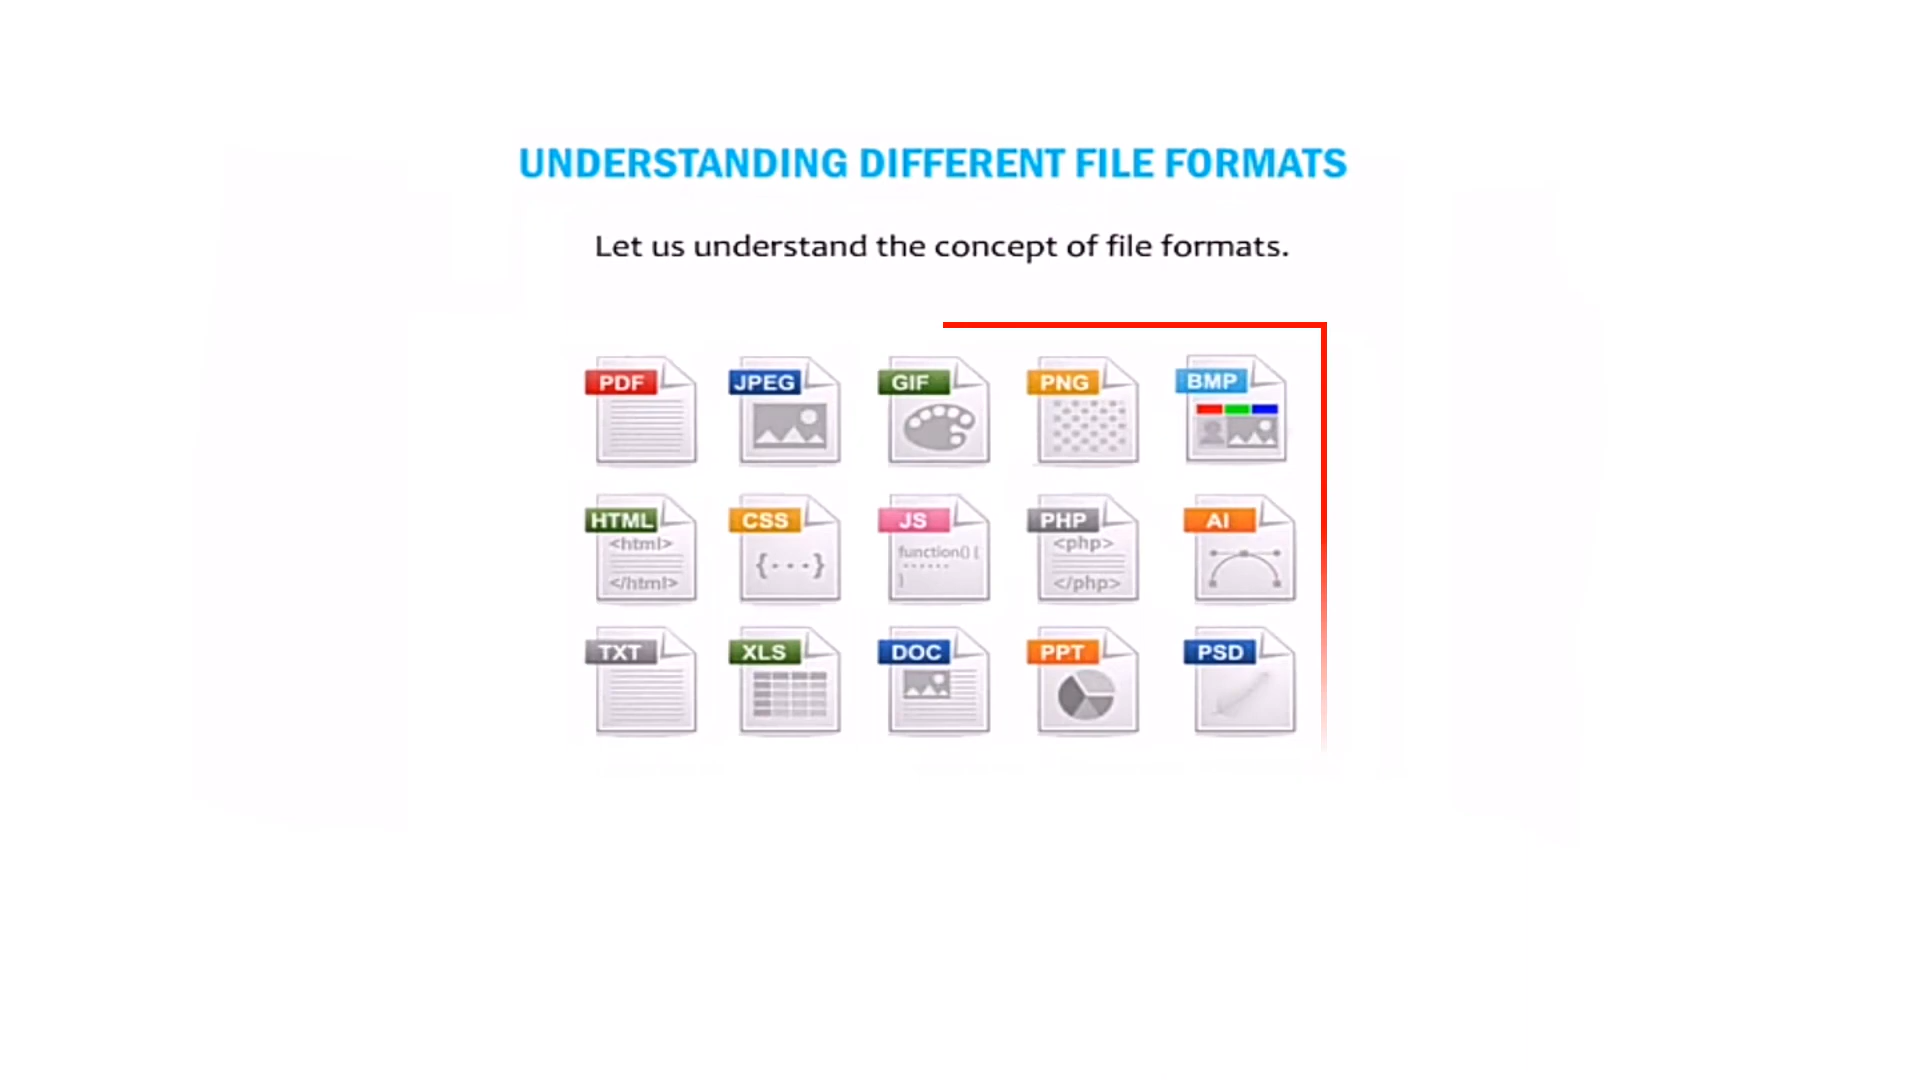 UNDERSTANDING DIFFERENT FILE FORMATS
Let us understand the concept of file formats.
PDF JPEG GIF PNG BMP
HTML CSS JS PHP AI
<html> {...} function() { <php>
</html> } </php>
TXT XLS DOC PPT PSD